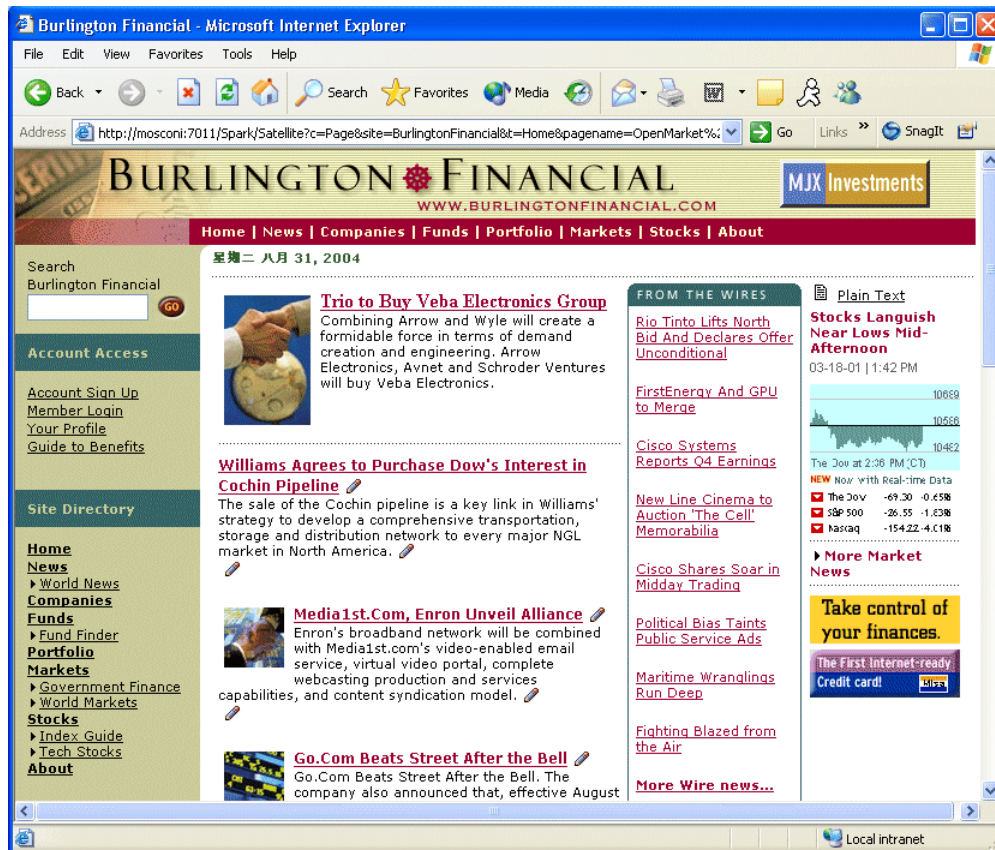 Burlington Financial - Microsoft Internet Explorer
File Edit View Favorites Tools Help
Back Search Favorites Media
Address http://mosconi:7011/Spark/Satellite?c=Page&site=BurlingtonFinancial&t=Home&pagename=OpenMarket% Go Links » SnagIt
BURLINGTON FINANCIAL
WWW.BURLINGTONFINANCIAL.COM
MJX Investments
Home | News | Companies | Funds | Portfolio | Markets | Stocks | About
Search
Burlington Financial
GO
Account Access
Account Sign Up
Member Login
Your Profile
Guide to Benefits
Site Directory
Home
News
World News
Companies
Funds
Fund Finder
Portfolio
Markets
Government Finance
World Markets
Stocks
Index Guide
Tech Stocks
About
星期二 八月 31, 2004
Trio to Buy Veba Electronics Group
Combining Arrow and Wyle will create a
formidable force in terms of demand
creation and engineering. Arrow
Electronics, Avnet and Schroder Ventures
will buy Veba Electronics.
Williams Agrees to Purchase Dow's Interest in
Cochin Pipeline
The sale of the Cochin pipeline is a key link in Williams'
strategy to develop a comprehensive transportation,
storage and distribution network to every major NGL
market in North America.
Media1st.Com, Enron Unveil Alliance
Enron's broadband network will be combined
with Media1st.com's video-enabled email
service, virtual video portal, complete
webcasting production and services
capabilities, and content syndication model.
Go.Com Beats Street After the Bell
Go.Com Beats Street After the Bell. The
company also announced that, effective August
FROM THE WIRES
Rio Tinto Lifts North
Bid And Declares Offer
Unconditional
FirstEnergy And GPU
to Merge
Cisco Systems
Reports Q4 Earnings
New Line Cinema to
Auction 'The Cell'
Memorabilia
Cisco Shares Soar in
Midday Trading
Political Bias Taints
Public Service Ads
Maritime Wranglings
Run Deep
Fighting Blazed from
the Air
More Wire news...
Plain Text
Stocks Languish
Near Lows Mid-
Afternoon
03-18-01 | 1:42 PM
10689
10586
10482
The Dow at 2:36 PM (CT)
NEW Now with Real-time Data
The Dow -69.30 -0.65%
S&P 500 -26.55 -1.83%
Nascaq -154.22 -4.01%
More Market
News
Take control of
your finances.
The First Internet-ready
Credit card!
Local intranet